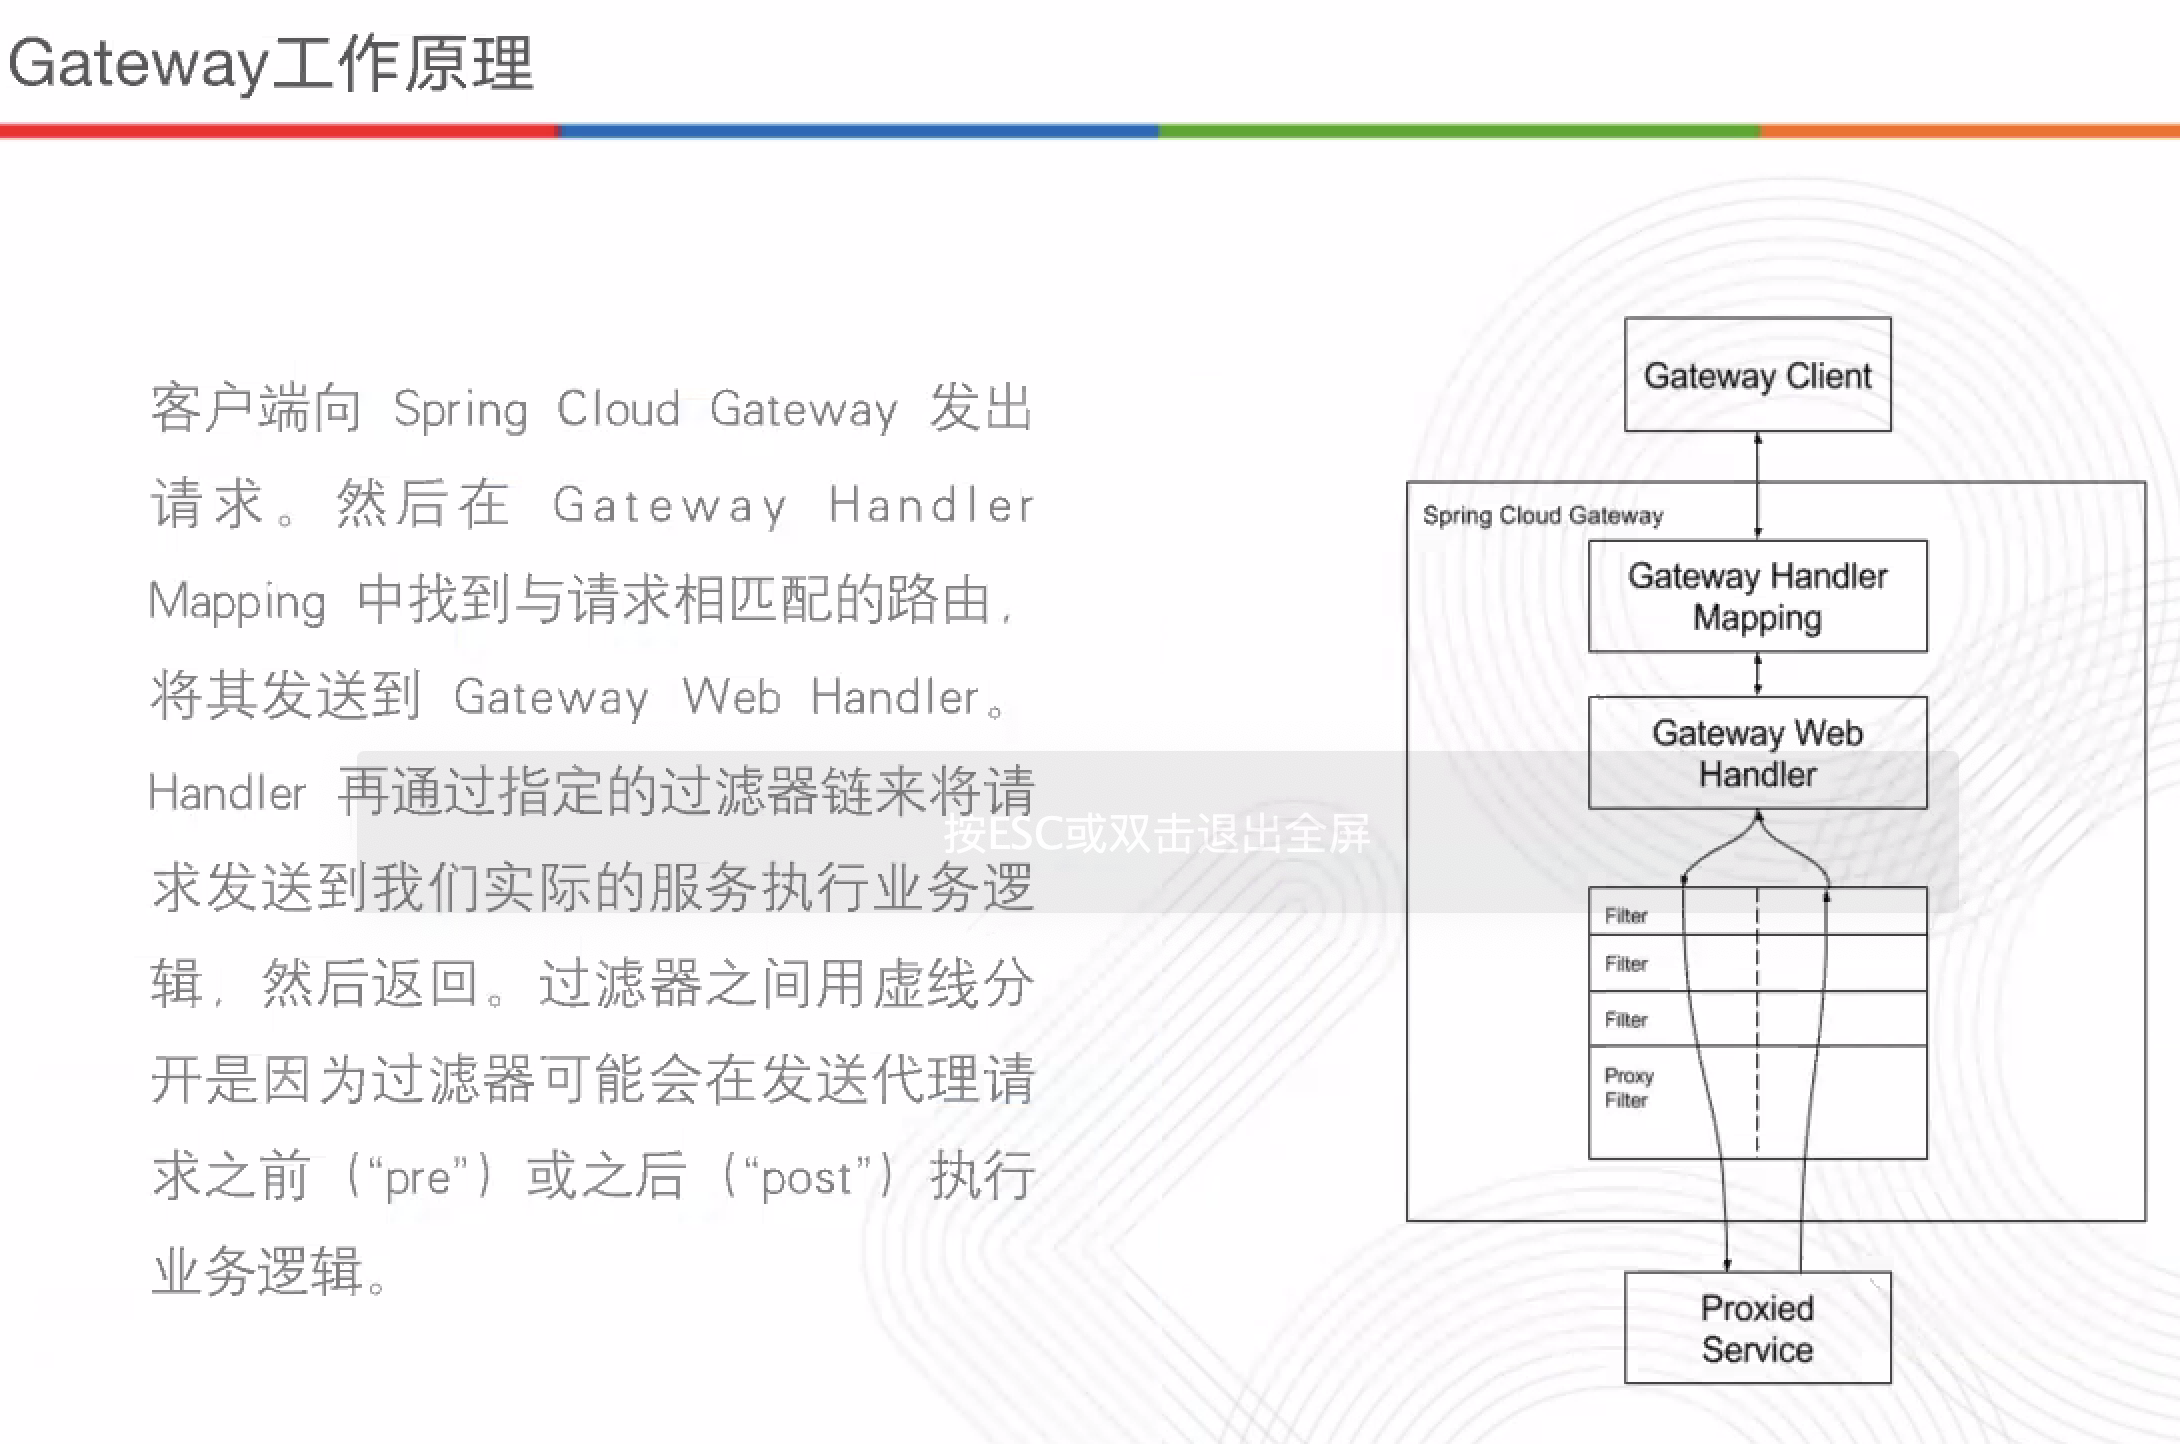 Gateway工作原理
客户端向 Spring Cloud Gateway 发出
请求。然后在 Gateway Handler
Mapping 中找到与请求相匹配的路由，
将其发送到 Gateway Web Handler。
Handler 再通过指定的过滤器链来将请
求发送到我们实际的服务执行业务逻
辑，然后返回。过滤器之间用虚线分
开是因为过滤器可能会在发送代理请
求之前（“pre”）或之后（“post”）执行
业务逻辑。
按ESC或双击退出全屏
Gateway Client
Spring Cloud Gateway
Gateway Handler
Mapping
Gateway Web
Handler
Filter
Filter
Filter
Proxy
Filter
Proxied
Service